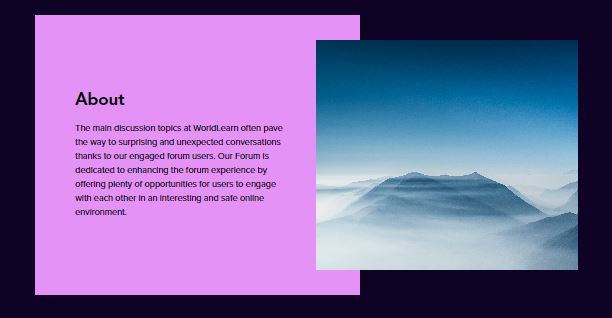 About
The main discussion topics at WorldLearn often pave
the way to surprising and unexpected conversations
thanks to our engaged forum users. Our Forum is
dedicated to enhancing the forum experience by
offering plenty of opportunities for users to engage
with each other in an interesting and safe online
environment.